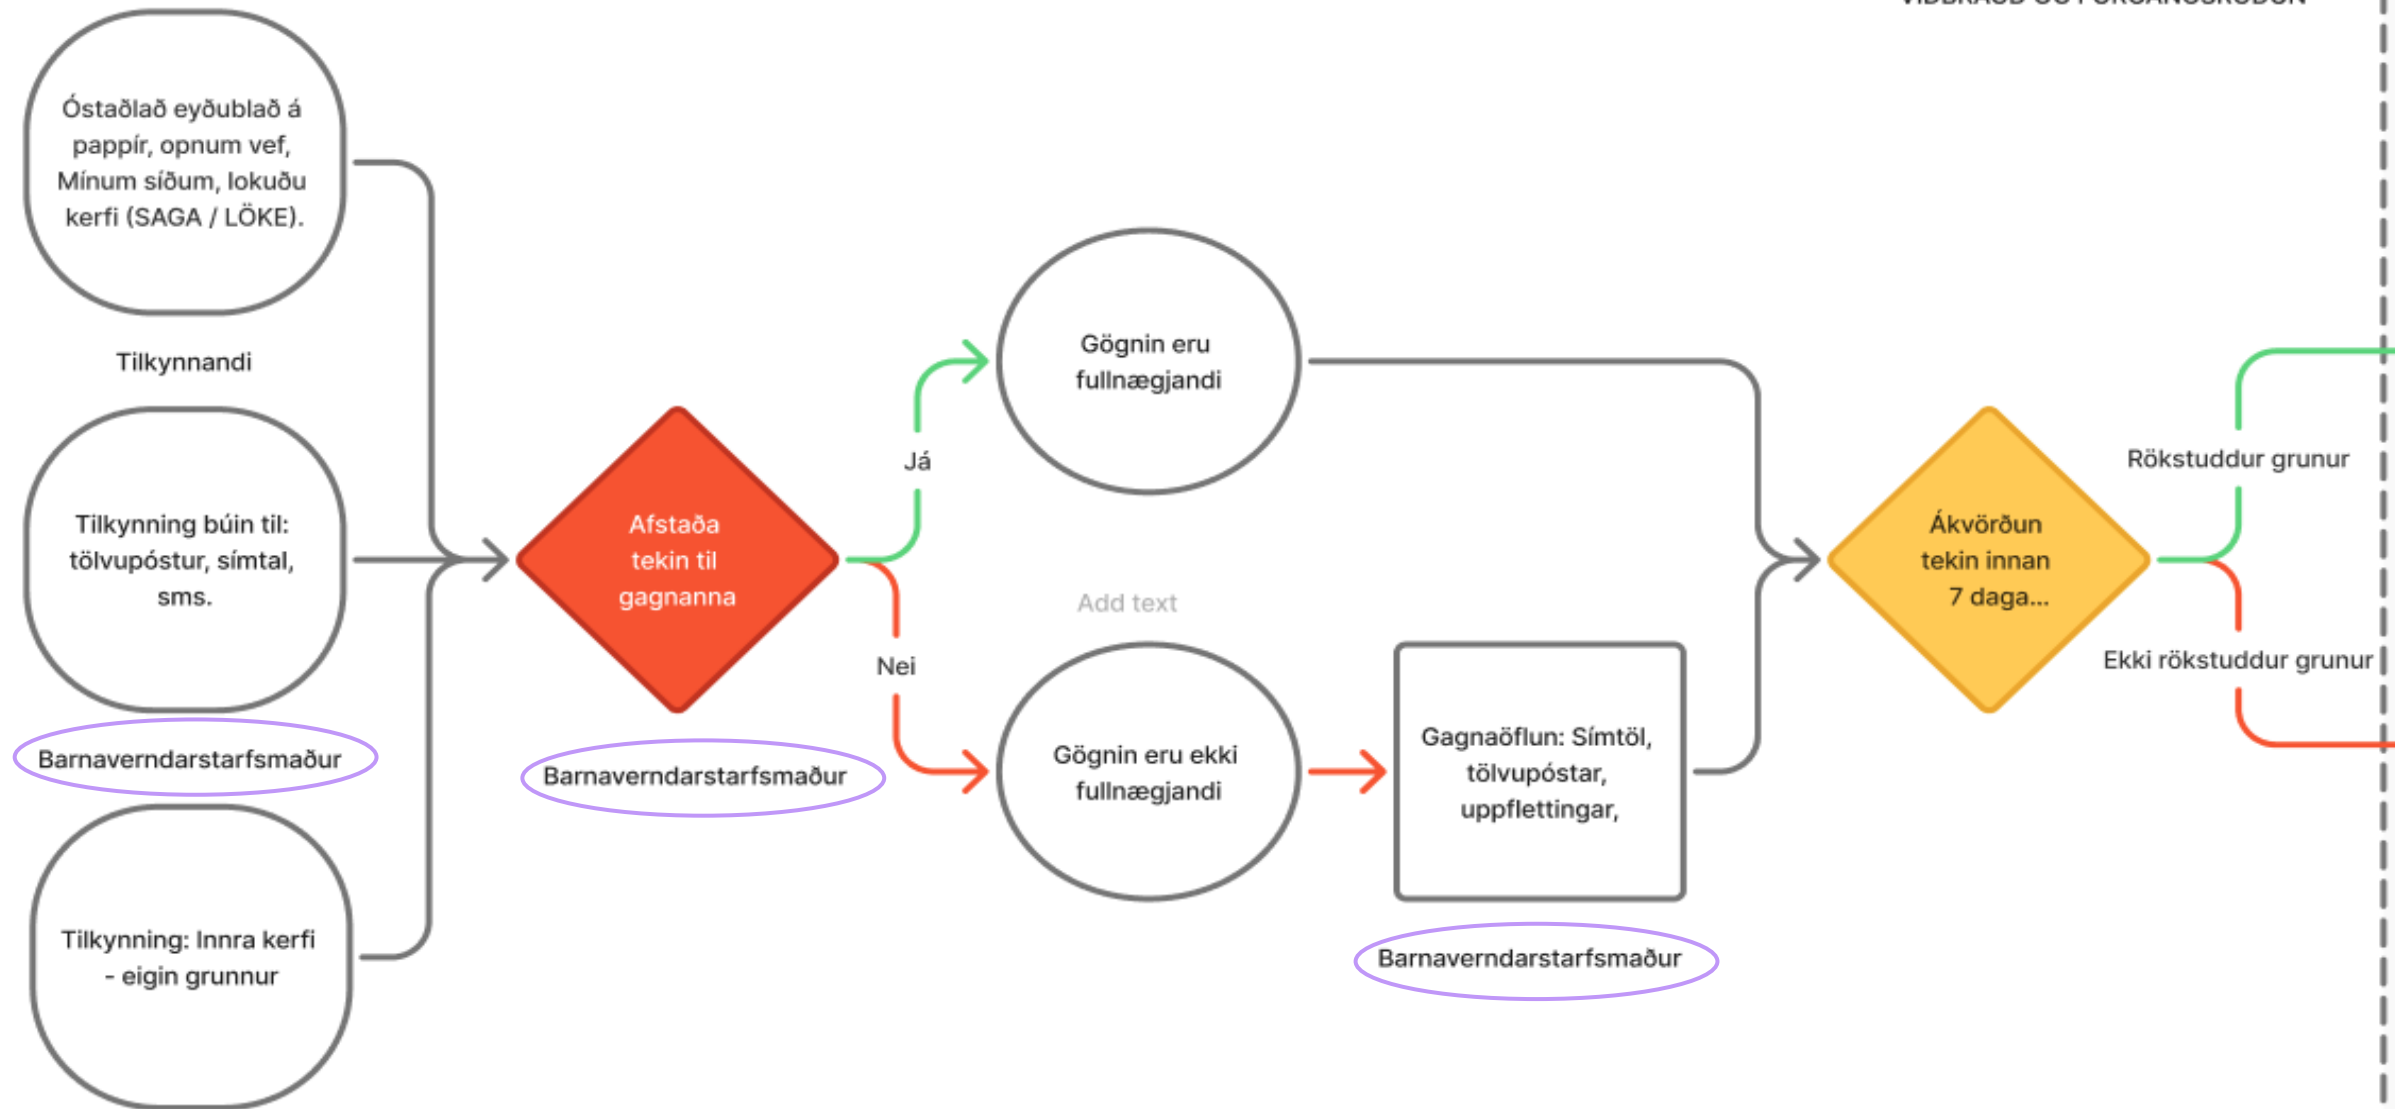 Óstaðlað eyðublað á
pappír, opnum vef,
Mínum síðum, lokuðu
kerfi (SAGA / LÖKE).
Tilkynnandi
Tilkynning búin til:
tölvupóstur, símtal,
sms.
Barnaverndarstarfsmaður
Tilkynning: Innra kerfi
- eigin grunnur
Afstaða
tekin til
gagnanna
Barnaverndarstarfsmaður
Já
Nei
Gögnin eru
fullnægjandi
Add text
Gögnin eru ekki
fullnægjandi
Gagnaöflun: Símtöl,
tölvupóstar,
uppflettingar,
Barnaverndarstarfsmaður
Ákvörðun
tekin innan
7 daga...
Rökstuddur grunur
Ekki rökstuddur grunur